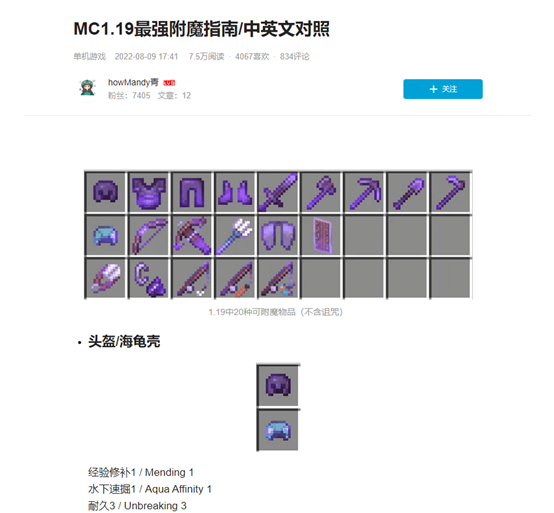 MC1.19最强附魔指南/中英文对照
单机游戏 2022-08-09 17:41 7.5万阅读 · 4067喜欢 · 834评论
howMandy青 LV6
粉丝：7405 文章：12
+ 关注
1.19中20种可附魔物品（不含诅咒）
• 头盔/海龟壳
经验修补1 / Mending 1
水下速掘1 / Aqua Affinity 1
耐久3 / Unbreaking 3